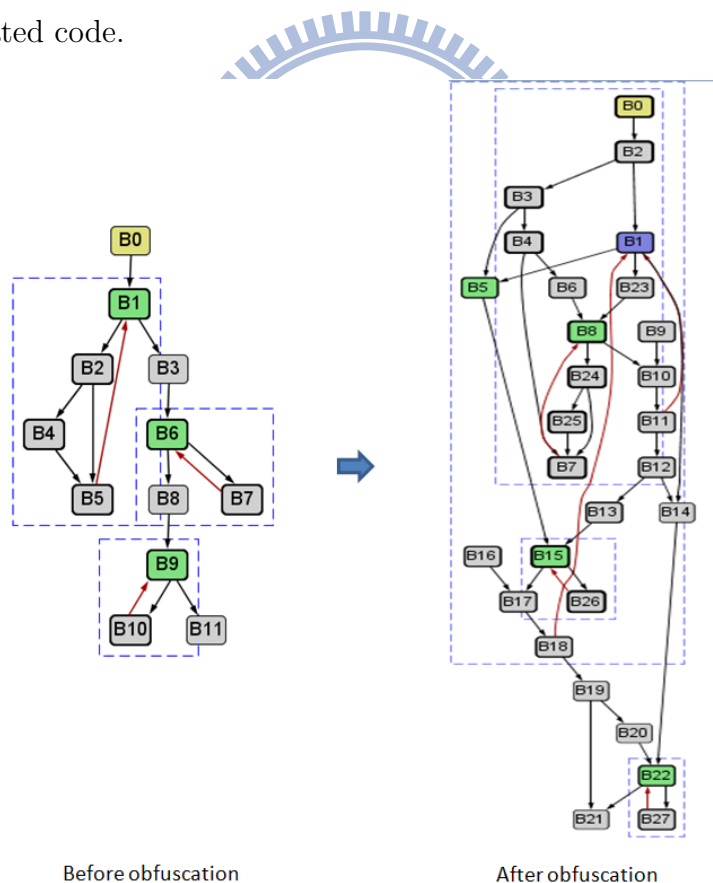 ated code.
B0
B1
B2
B3
B4
B6
B5
B8
B7
B9
B10
B11
Before obfuscation
B0
B2
B3
B4
B1
B5
B6
B23
B8
B9
B24
B10
B25
B11
B7
B12
B13
B14
B16
B15
B17
B26
B18
B19
B20
B22
B21
B27
After obfuscation